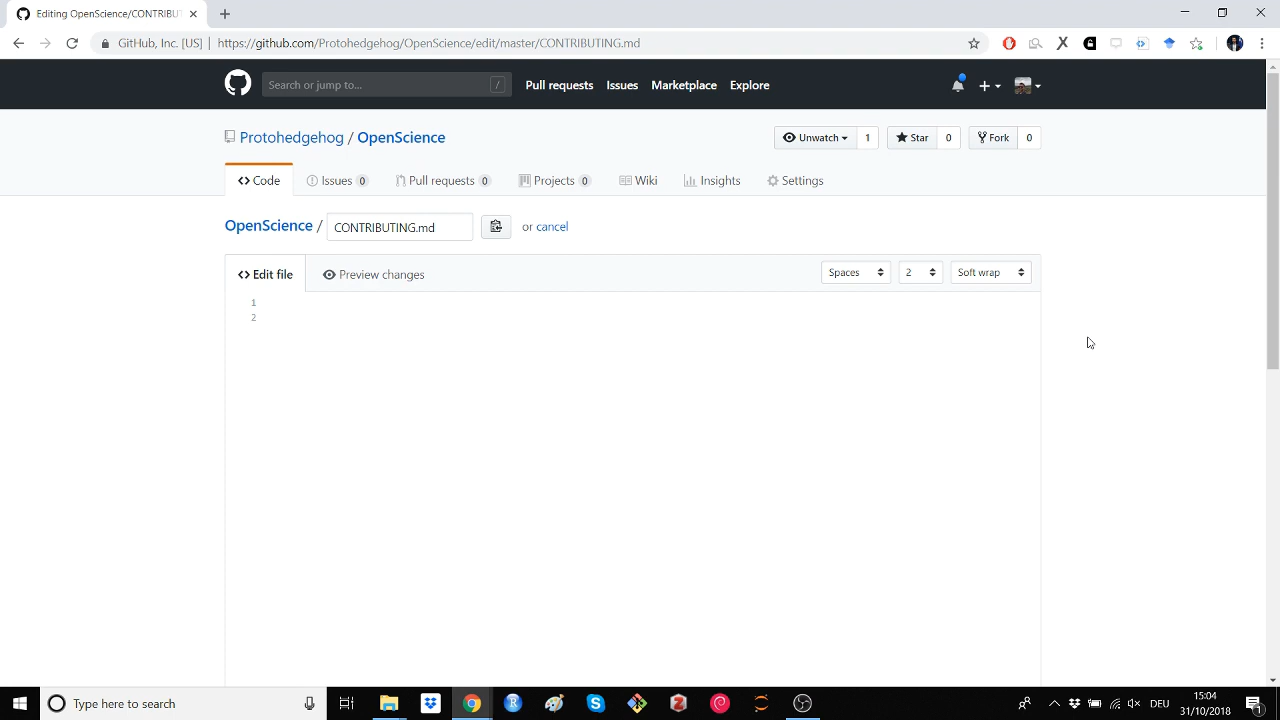 Editing OpenScience/CONTRIBU
GitHub, Inc. [US] | https://github.com/Protohedgehog/OpenScience/edit/master/CONTRIBUTING.md
Search or jump to... /
Pull requests Issues Marketplace Explore
Protohedgehog / OpenScience
Unwatch 1 Star 0 Fork 0
Code Issues 0 Pull requests 0 Projects 0 Wiki Insights Settings
OpenScience / CONTRIBUTING.md or cancel
Edit file Preview changes Spaces 2 Soft wrap
1
2
Type here to search
DEU
15:04
31/10/2018
1